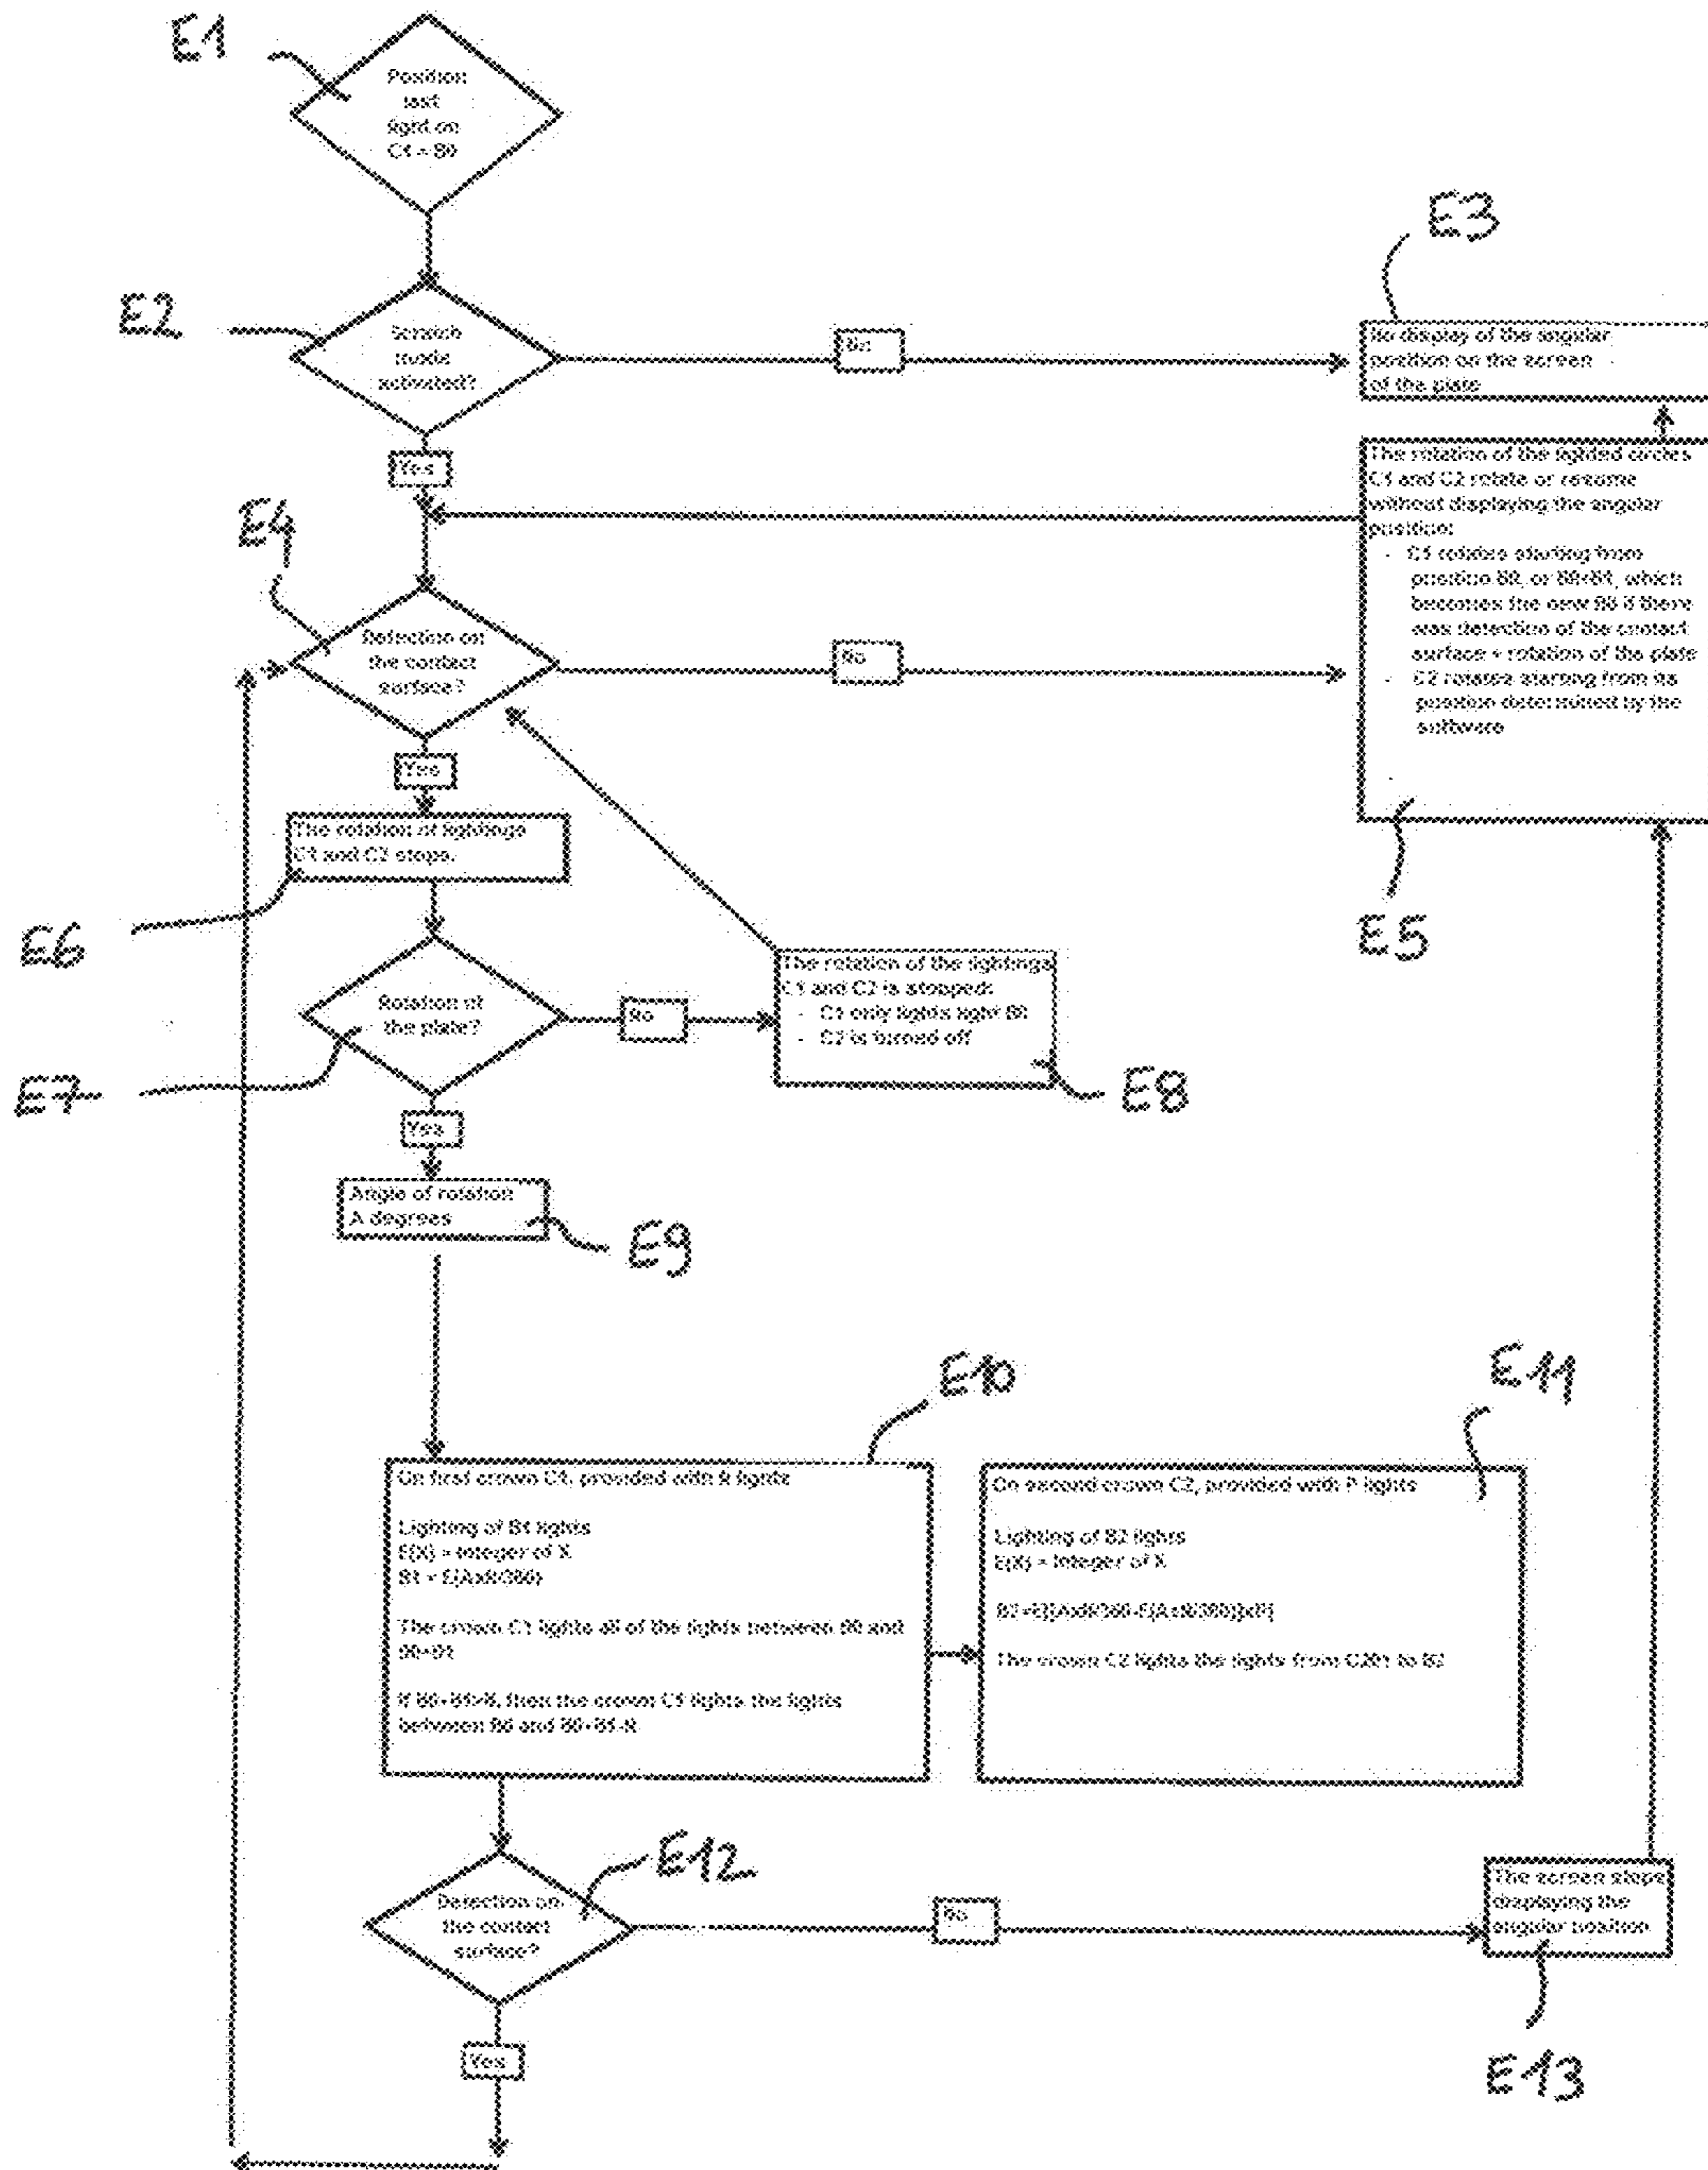 E1
Position
last
light on
C1 = B0
E2
Scratch
mode
activated?
No
E3
No display of the angular
position on the screen
of the plate
Yes
E4
Detection on
the contact
surface?
No
The rotation of the lighted circles
C1 and C2 rotate or resume
without displaying the angular
position:
- C1 rotates starting from
position B0, or B0+B1, which
becomes the new B0 if there
was detection of the contact
surface + rotation of the plate
- C2 rotates starting from its
position determined by the
software
E5
Yes
The rotation of lightings
C1 and C2 stops.
E6
Rotation of
the plate?
E7
No
The rotation of the lightings
C1 and C2 is stopped:
- C1 only lights light B0
- C2 is turned off
E8
Yes
Angle of rotation
A degrees
E9
E10
On first crown C1, provided with lights
Lighting of B1 lights
E(X) = Integer of X
B1 =
The crown C1 lights all of the lights between B0 and
B0+B1
If then the crown C1 lights the lights
between B0 and
E11
On second crown C2, provided with P lights
Lighting of B2 lights
E(X) = Integer of X
The crown C2 lights the lights from to B2
E12
Detection on
the contact
surface?
No
The screen stops
displaying the
angular position
E13
Yes